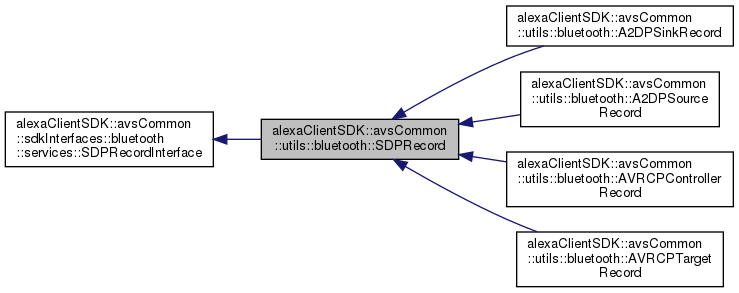 alexaClientSDK::avsCommon
::sdkInterfaces::bluetooth
::services::SDPRecordInterface
alexaClientSDK::avsCommon
::utils::bluetooth::SDPRecord
alexaClientSDK::avsCommon
::utils::bluetooth::A2DPSinkRecord
alexaClientSDK::avsCommon
::utils::bluetooth::A2DPSource
Record
alexaClientSDK::avsCommon
::utils::bluetooth::AVRCPController
Record
alexaClientSDK::avsCommon
::utils::bluetooth::AVRCPTarget
Record